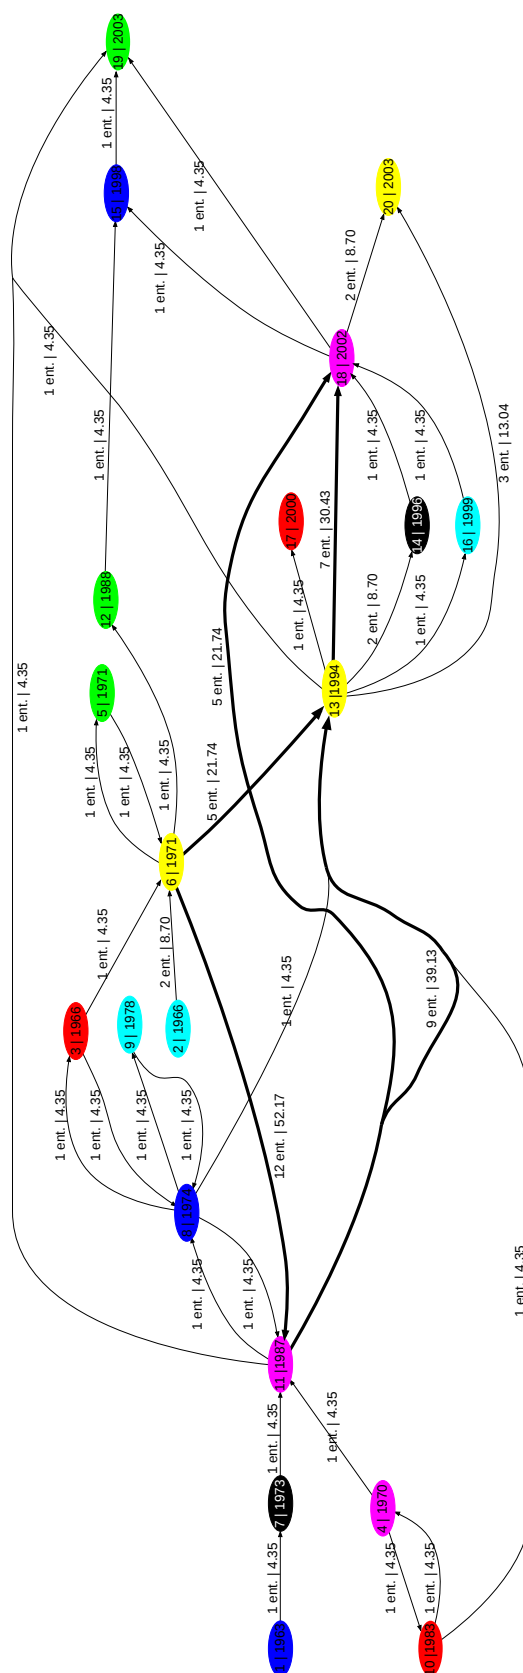 19 | 2003
1 ent. | 4.35
15 | 1998
1 ent. | 4.35
20 | 2003
1 ent. | 4.35
2 ent. | 8.70
1 ent. | 4.35
18 | 2002
1 ent. | 4.35
1 ent. | 4.35
1 ent. | 4.35
3 ent. | 13.04
17 | 2000
7 ent. | 30.43
14 | 1996
16 | 1999
12 | 1988
1 ent. | 4.35
2 ent. | 8.70
1 ent. | 4.35
5 | 1971
13 |1994
5 ent. | 21.74
1 ent. | 4.35
1 ent. | 4.35
1 ent. | 4.35
1 ent. | 4.35
5 ent. | 21.74
6 | 1971
1 ent. | 4.35
2 ent. | 8.70
1 ent. | 4.35
9 ent. | 39.13
3 | 1966
9 | 1978
2 | 1966
1 ent. | 4.35
1 ent. | 4.35
1 ent. | 4.35
1 ent. | 4.35
12 ent. | 52.17
8 | 1974
1 ent. | 4.35
1 ent. | 4.35
1 ent. | 4.35
11 |1987
1 ent. | 4.35
1 ent. | 4.35
7 | 1973
4 | 1970
1 ent. | 4.35
1 ent. | 4.35
1 ent. | 4.35
10 | 1983